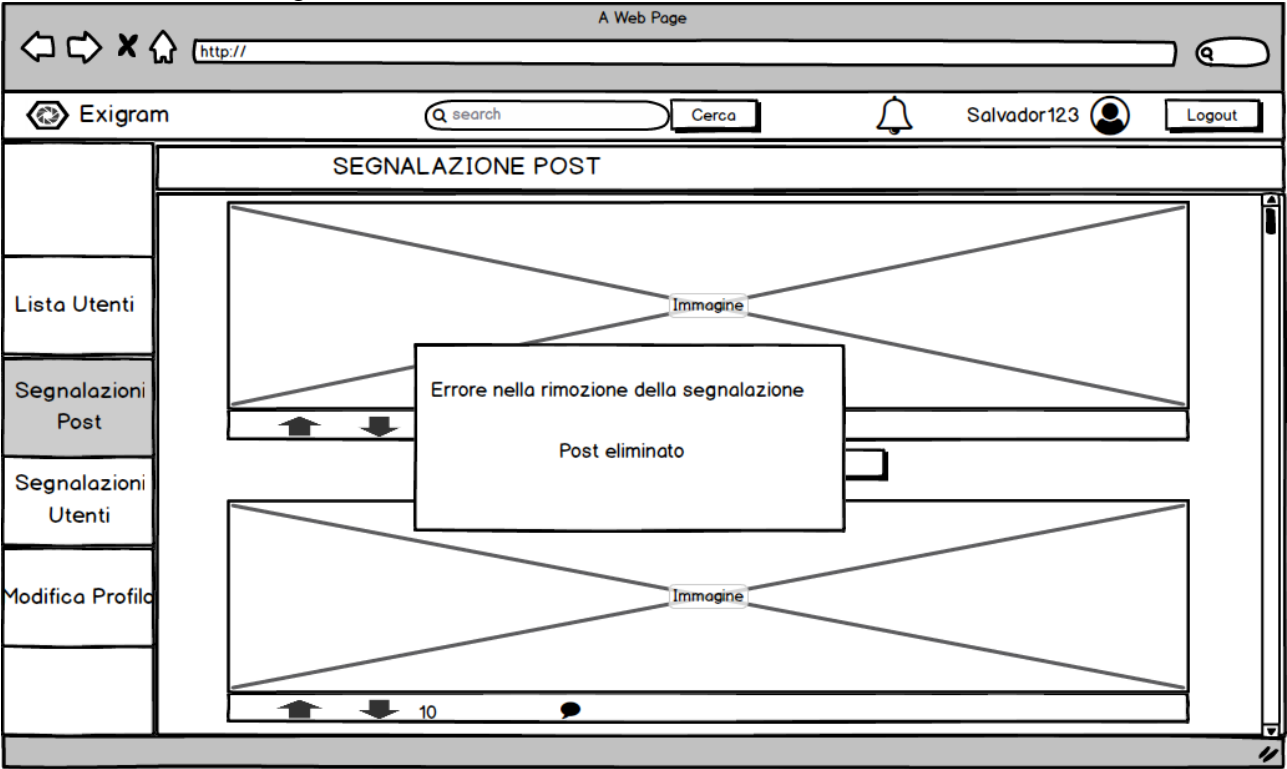 A Web Page
http://
Exigram
search
Cerca
Salvador123
Logout
SEGNALAZIONE POST
Lista Utenti
Segnalazioni
Post
Segnalazioni
Utenti
Modifica Profilo
Immagine
Errore nella rimozione della segnalazione
Post eliminato
Immagine
10